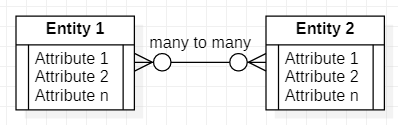 Entity 1
Attribute 1
Attribute 2
Attribute n
many to many
Entity 2
Attribute 1
Attribute 2
Attribute n